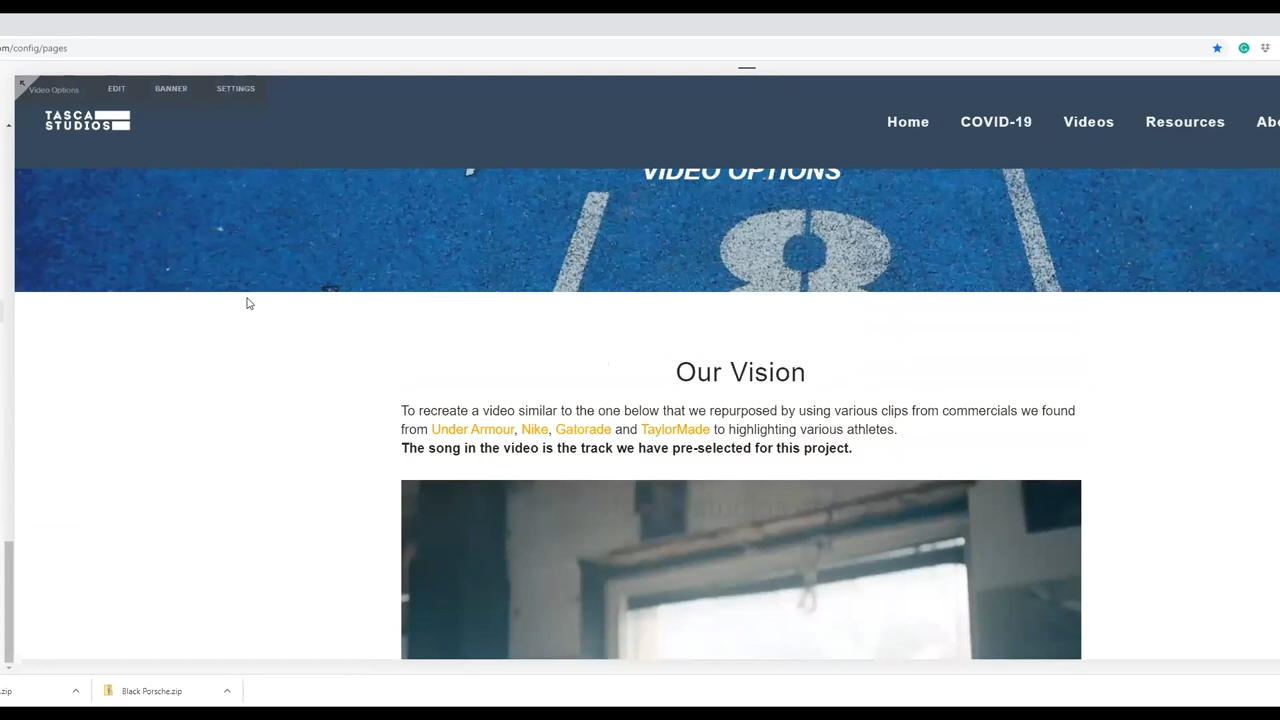 om/config/pages
Video Options EDIT BANNER SETTINGS
TASCA
STUDIOS
Home COVID-19 Videos Resources Abo
VIDEO OPTIONS
8
Our Vision
To recreate a video similar to the one below that we repurposed by using various clips from commercials we found
from Under Armour, Nike, Gatorade and TaylorMade to highlighting various athletes.
The song in the video is the track we have pre-selected for this project.
.zip Black Porsche.zip